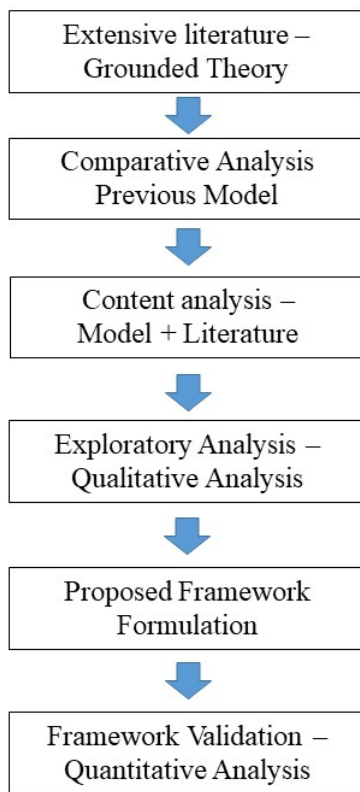 Extensive literature –
Grounded Theory
Comparative Analysis
Previous Model
Content analysis –
Model + Literature
Exploratory Analysis –
Qualitative Analysis
Proposed Framework
Formulation
Framework Validation –
Quantitative Analysis